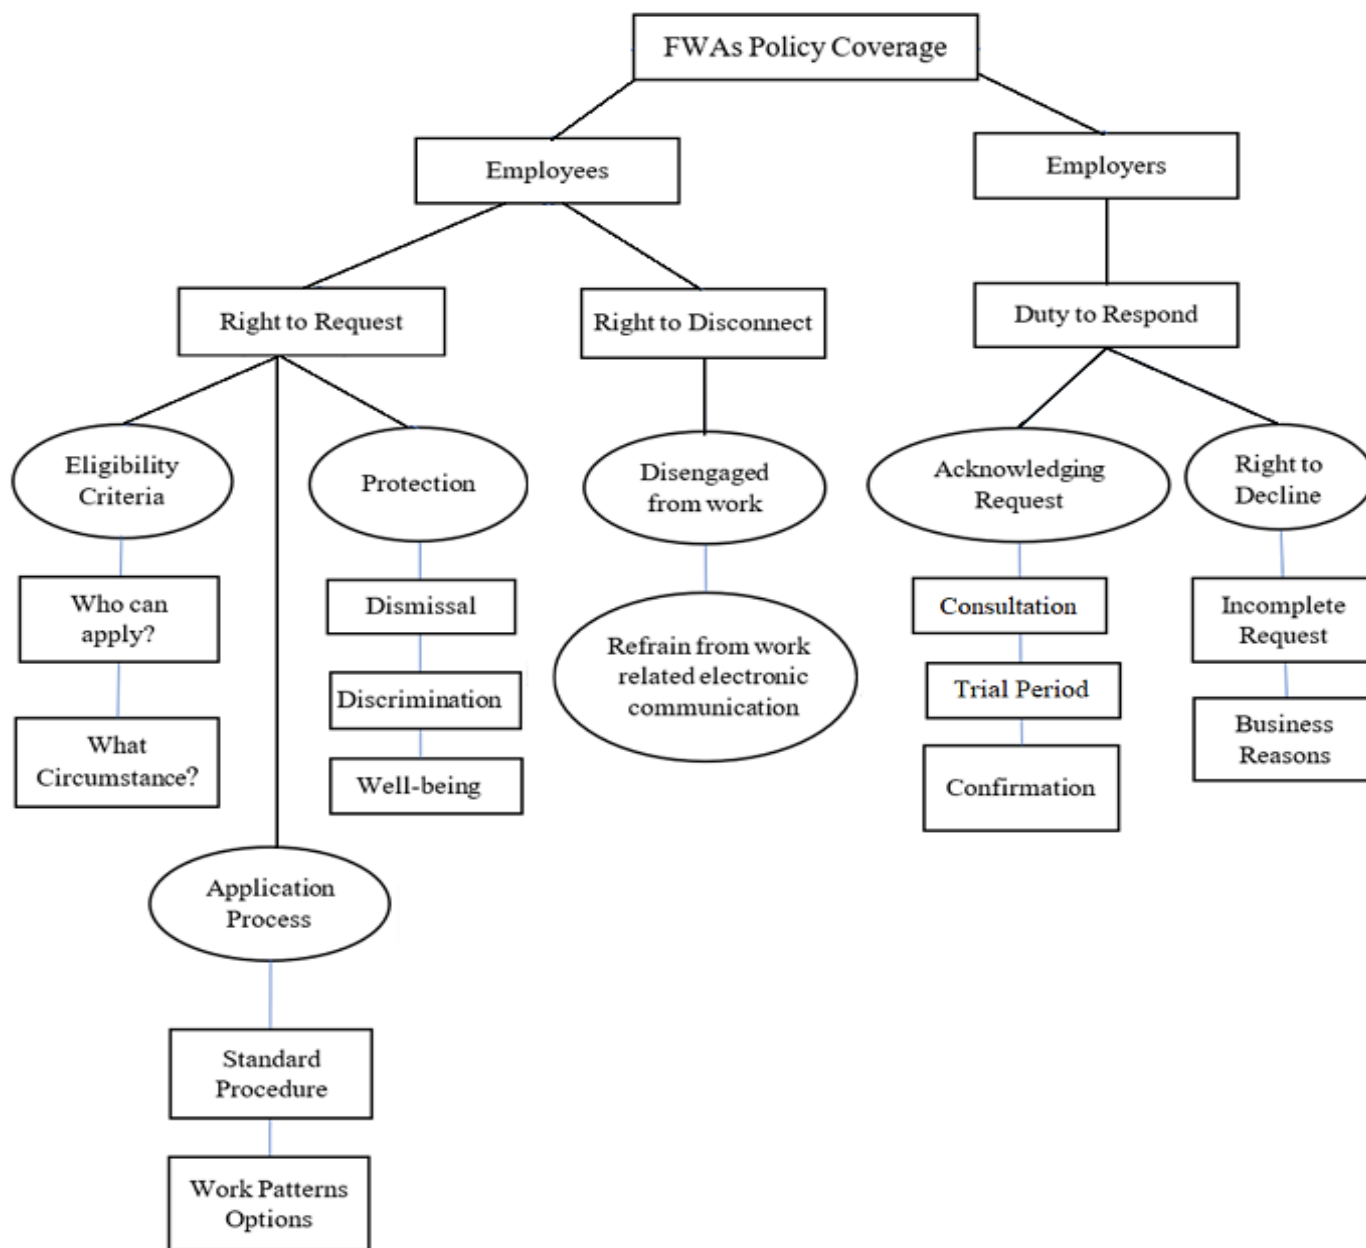 FWAs Policy Coverage
Employees
Employers
Right to Request
Right to Disconnect
Duty to Respond
Eligibility
Criteria
Protection
Disengaged
from work
Acknowledging
Request
Right to
Decline
Who can
apply?
What
Circumstance?
Dismissal
Discrimination
Well-being
Refrain from work
related electronic
communication
Consultation
Trial Period
Confirmation
Incomplete
Request
Business
Reasons
Application
Process
Standard
Procedure
Work Patterns
Options